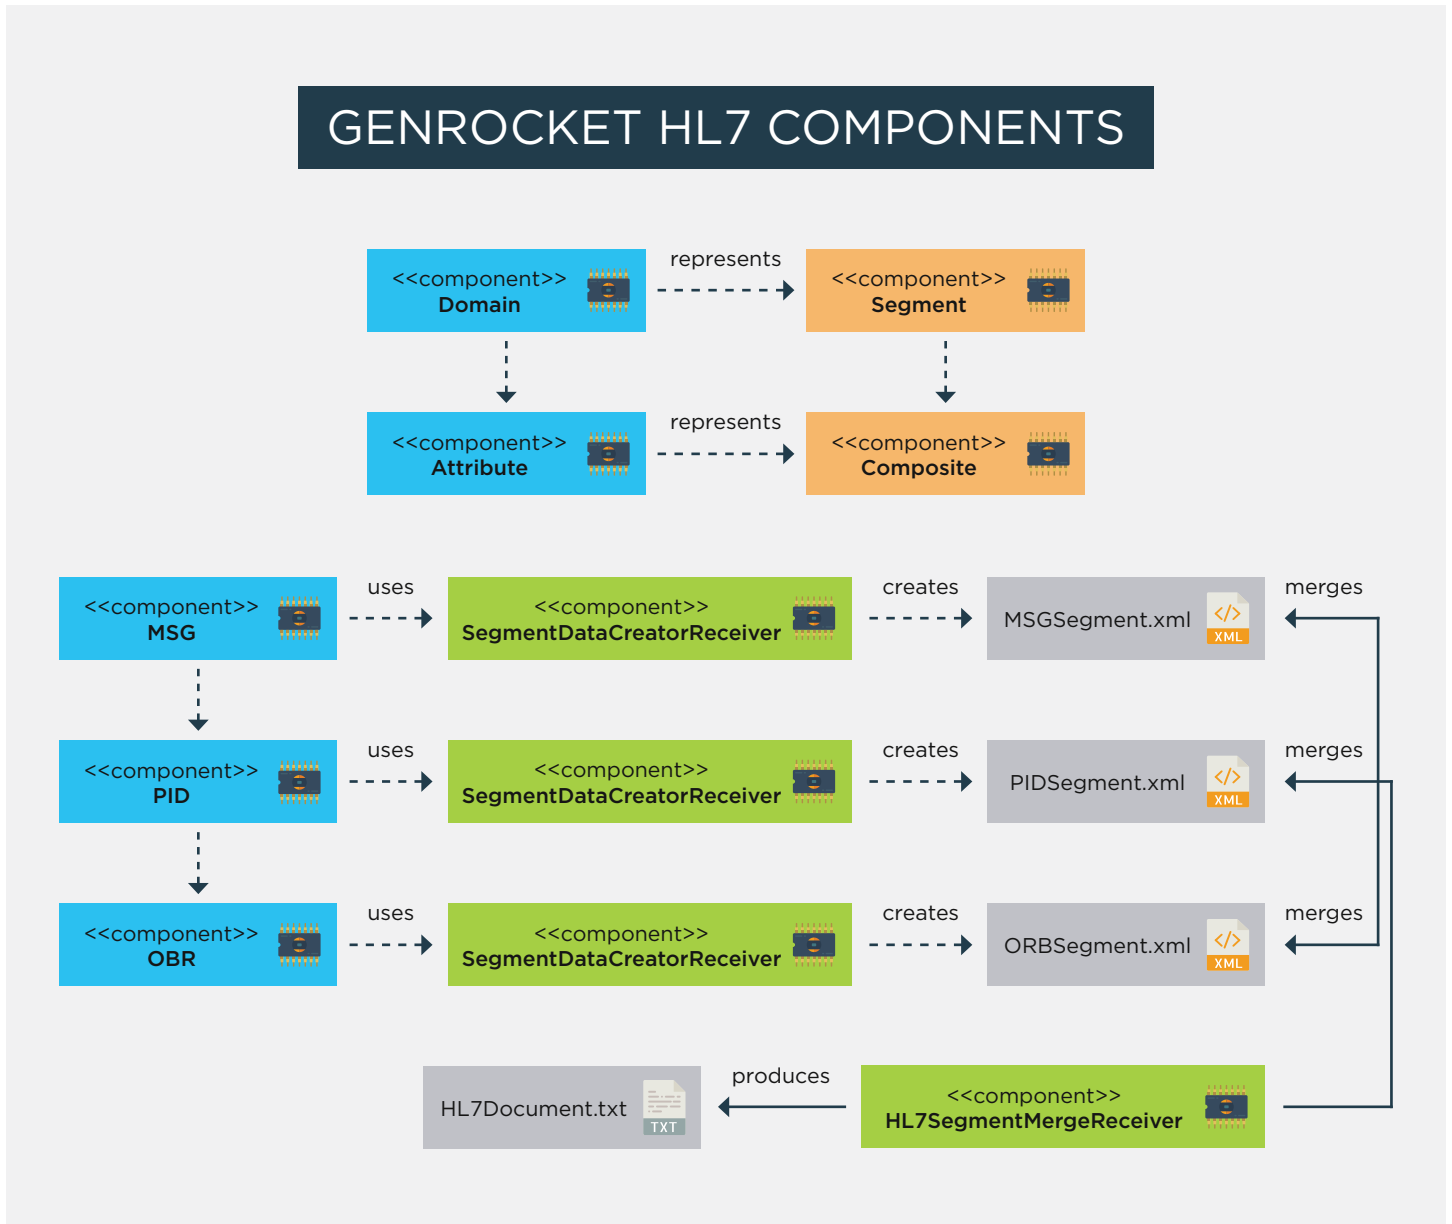 GENROCKET HL7 COMPONENTS
represents
<<component>>
Domain
<<component>>
Segment
represents
<<component>>
Attribute
<<component>>
Composite
uses
creates
merges
<<component>>
MSG
<<component>>
SegmentDataCreatorReceiver
MSGSegment.xml
XML
uses
creates
merges
<<component>>
PID
<<component>>
SegmentDataCreatorReceiver
PIDSegment.xml
XML
uses
creates
merges
<<component>>
OBR
<<component>>
SegmentDataCreatorReceiver
ORBSegment.xml
XML
produces
HL7Document.txt
TXT
<<component>>
HL7SegmentMergeReceiver